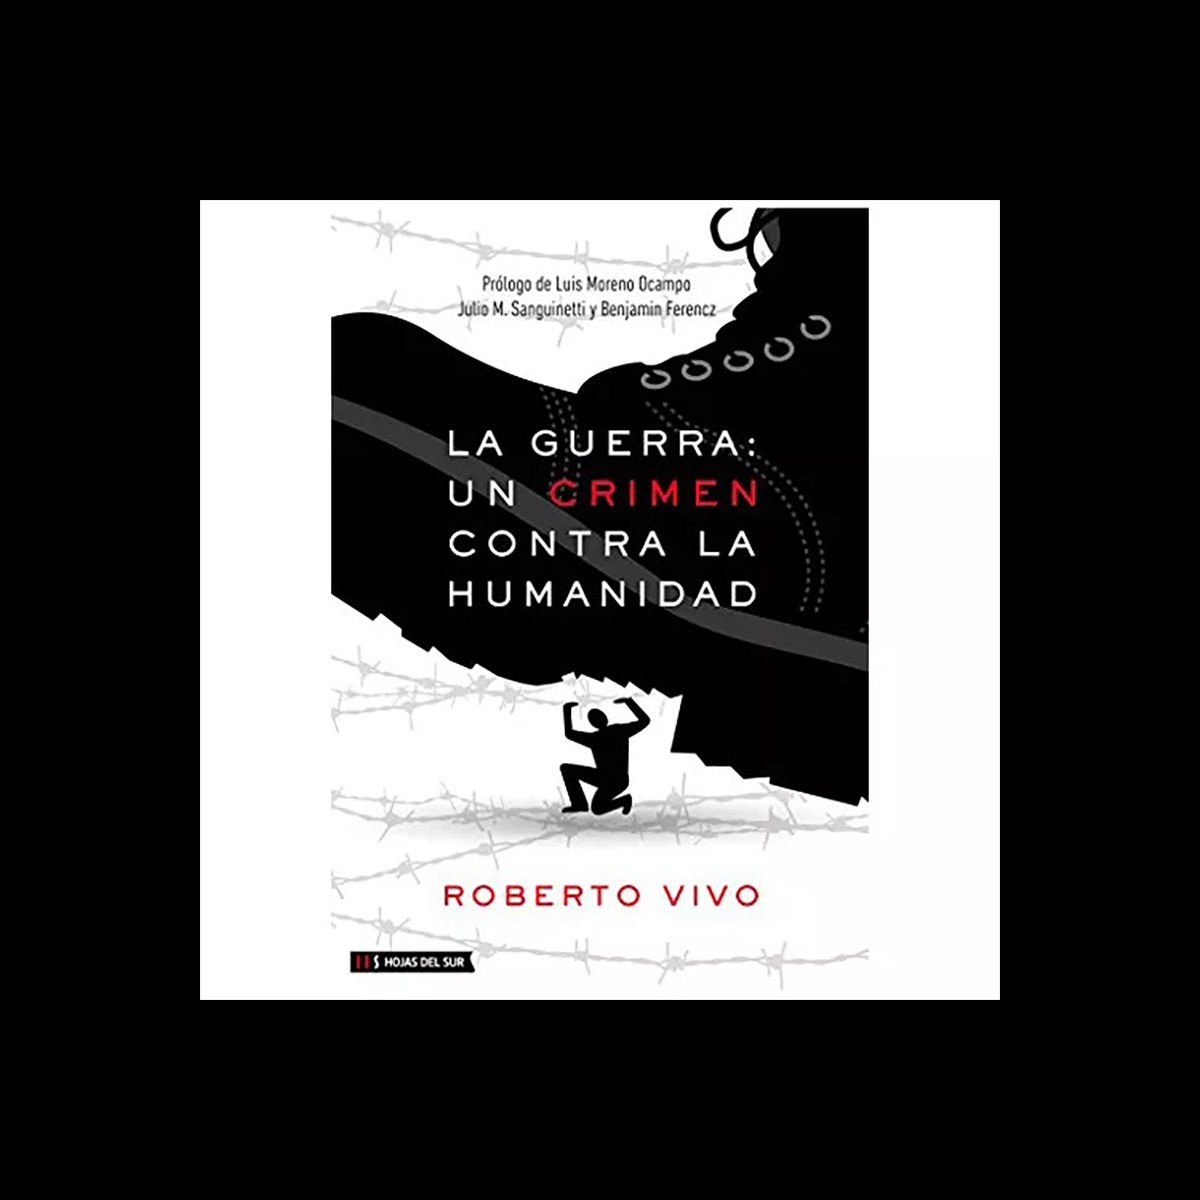 Prólogo de Luis Moreno Ocampo
Julio M. Sanguinetti y Benjamin Ferencz
LA GUERRA:
UN CRIMEN
CONTRA LA
HUMANIDAD
ROBERTO VIVO
HS HOJAS DEL SUR